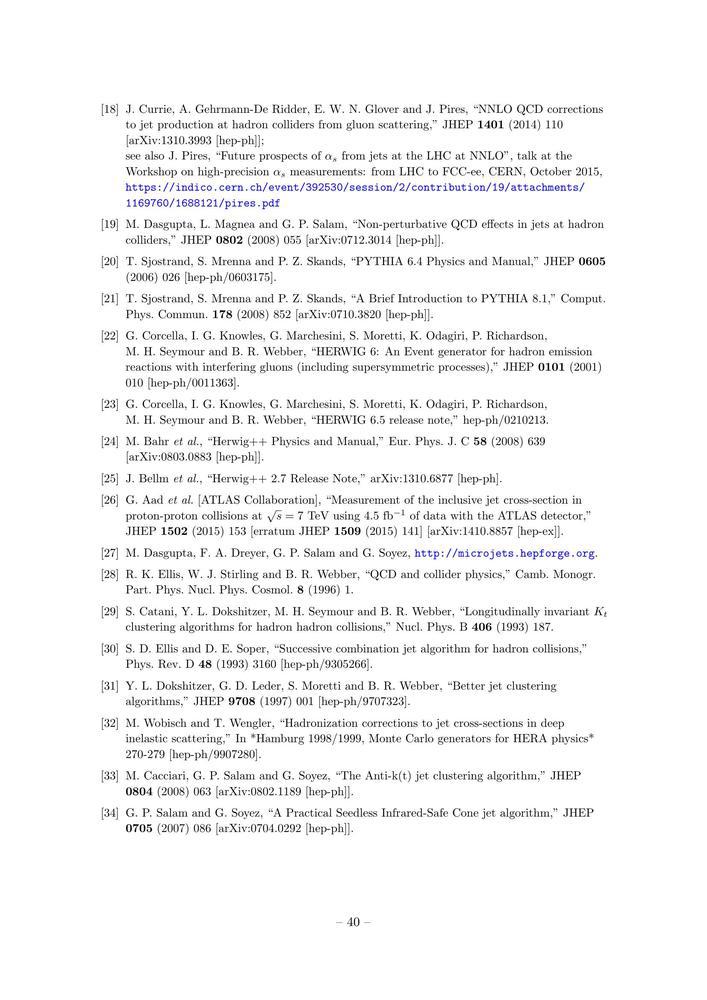 [18] J. Currie, A. Gehrmann-De Ridder, E. W. N. Glover and J. Pires, “NNLO QCD corrections
to jet production at hadron colliders from gluon scattering,” JHEP 1401 (2014) 110
[arXiv:1310.3993 [hep-ph]];
see also J. Pires, “Future prospects of αs from jets at the LHC at NNLO”, talk at the
Workshop on high-precision αs measurements: from LHC to FCC-ee, CERN, October 2015,
https://indico.cern.ch/event/392530/session/2/contribution/19/attachments/
1169760/1688121/pires.pdf
[19] M. Dasgupta, L. Magnea and G. P. Salam, “Non-perturbative QCD effects in jets at hadron
colliders,” JHEP 0802 (2008) 055 [arXiv:0712.3014 [hep-ph]].
[20] T. Sjostrand, S. Mrenna and P. Z. Skands, “PYTHIA 6.4 Physics and Manual,” JHEP 0605
(2006) 026 [hep-ph/0603175].
[21] T. Sjostrand, S. Mrenna and P. Z. Skands, “A Brief Introduction to PYTHIA 8.1,” Comput.
Phys. Commun. 178 (2008) 852 [arXiv:0710.3820 [hep-ph]].
[22] G. Corcella, I. G. Knowles, G. Marchesini, S. Moretti, K. Odagiri, P. Richardson,
M. H. Seymour and B. R. Webber, “HERWIG 6: An Event generator for hadron emission
reactions with interfering gluons (including supersymmetric processes),” JHEP 0101 (2001)
010 [hep-ph/0011363].
[23] G. Corcella, I. G. Knowles, G. Marchesini, S. Moretti, K. Odagiri, P. Richardson,
M. H. Seymour and B. R. Webber, “HERWIG 6.5 release note,” hep-ph/0210213.
[24] M. Bahr et al., “Herwig++ Physics and Manual,” Eur. Phys. J. C 58 (2008) 639
[arXiv:0803.0883 [hep-ph]].
[25] J. Bellm et al., “Herwig++ 2.7 Release Note,” arXiv:1310.6877 [hep-ph].
[26] G. Aad et al. [ATLAS Collaboration], “Measurement of the inclusive jet cross-section in
proton-proton collisions at √s = 7 TeV using 4.5 fb⁻¹ of data with the ATLAS detector,”
JHEP 1502 (2015) 153 [erratum JHEP 1509 (2015) 141] [arXiv:1410.8857 [hep-ex]].
[27] M. Dasgupta, F. A. Dreyer, G. P. Salam and G. Soyez, http://microjets.hepforge.org.
[28] R. K. Ellis, W. J. Stirling and B. R. Webber, “QCD and collider physics,” Camb. Monogr.
Part. Phys. Nucl. Phys. Cosmol. 8 (1996) 1.
[29] S. Catani, Y. L. Dokshitzer, M. H. Seymour and B. R. Webber, “Longitudinally invariant Kt
clustering algorithms for hadron hadron collisions,” Nucl. Phys. B 406 (1993) 187.
[30] S. D. Ellis and D. E. Soper, “Successive combination jet algorithm for hadron collisions,”
Phys. Rev. D 48 (1993) 3160 [hep-ph/9305266].
[31] Y. L. Dokshitzer, G. D. Leder, S. Moretti and B. R. Webber, “Better jet clustering
algorithms,” JHEP 9708 (1997) 001 [hep-ph/9707323].
[32] M. Wobisch and T. Wengler, “Hadronization corrections to jet cross-sections in deep
inelastic scattering,” In *Hamburg 1998/1999, Monte Carlo generators for HERA physics*
270-279 [hep-ph/9907280].
[33] M. Cacciari, G. P. Salam and G. Soyez, “The Anti-k(t) jet clustering algorithm,” JHEP
0804 (2008) 063 [arXiv:0802.1189 [hep-ph]].
[34] G. P. Salam and G. Soyez, “A Practical Seedless Infrared-Safe Cone jet algorithm,” JHEP
0705 (2007) 086 [arXiv:0704.0292 [hep-ph]].
– 40 –